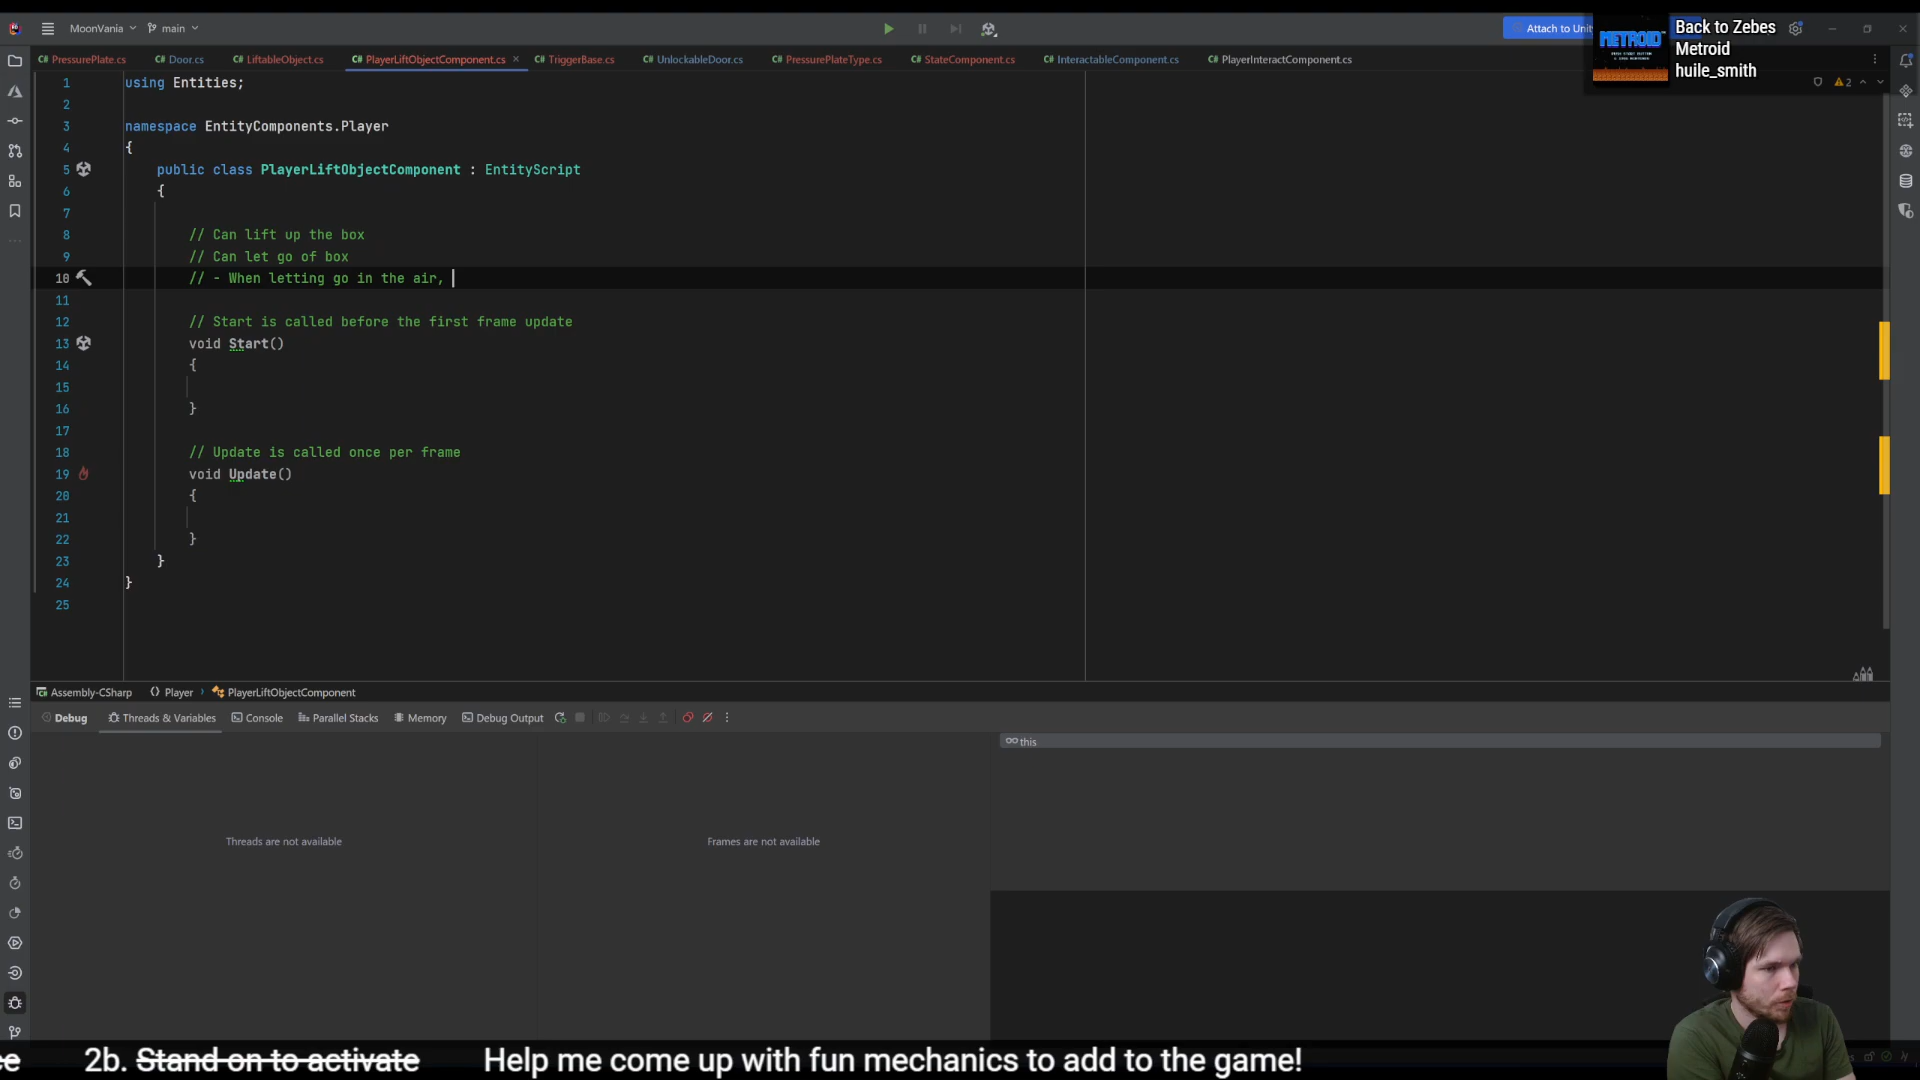 MoonVania
main
Attach to Unit
METROID
Back to Zebes
Metroid
huile_smith
PressurePlate.cs
Door.cs
LiftableObject.cs
PlayerLiftObjectComponent.cs
TriggerBase.cs
UnlockableDoor.cs
PressurePlateType.cs
StateComponent.cs
InteractableComponent.cs
PlayerInteractComponent.cs
2
1 using Entities;
2
3 namespace EntityComponents.Player
4 {
5 public class PlayerLiftObjectComponent : EntityScript
6 {
7
8 // Can lift up the box
9 // Can let go of box
10 // - When letting go in the air,
11
12 // Start is called before the first frame update
13 void Start()
14 {
15
16 }
17
18 // Update is called once per frame
19 void Update()
20 {
21
22 }
23 }
24 }
25
Assembly-CSharp
Player
PlayerLiftObjectComponent
Debug
Threads & Variables
Console
Parallel Stacks
Memory
Debug Output
this
Threads are not available
Frames are not available
ce 2b. Stand on to activate Help me come up with fun mechanics to add to the game!